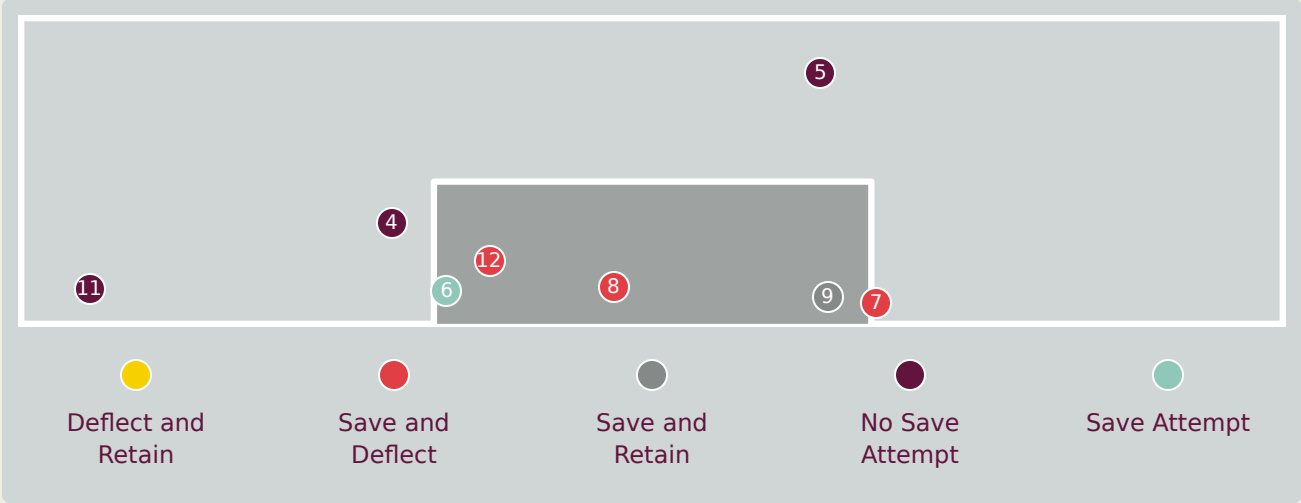 5
4
12
11
6
8
9
7
Deflect and
Retain
Save and
Deflect
Save and
Retain
No Save
Attempt
Save Attempt